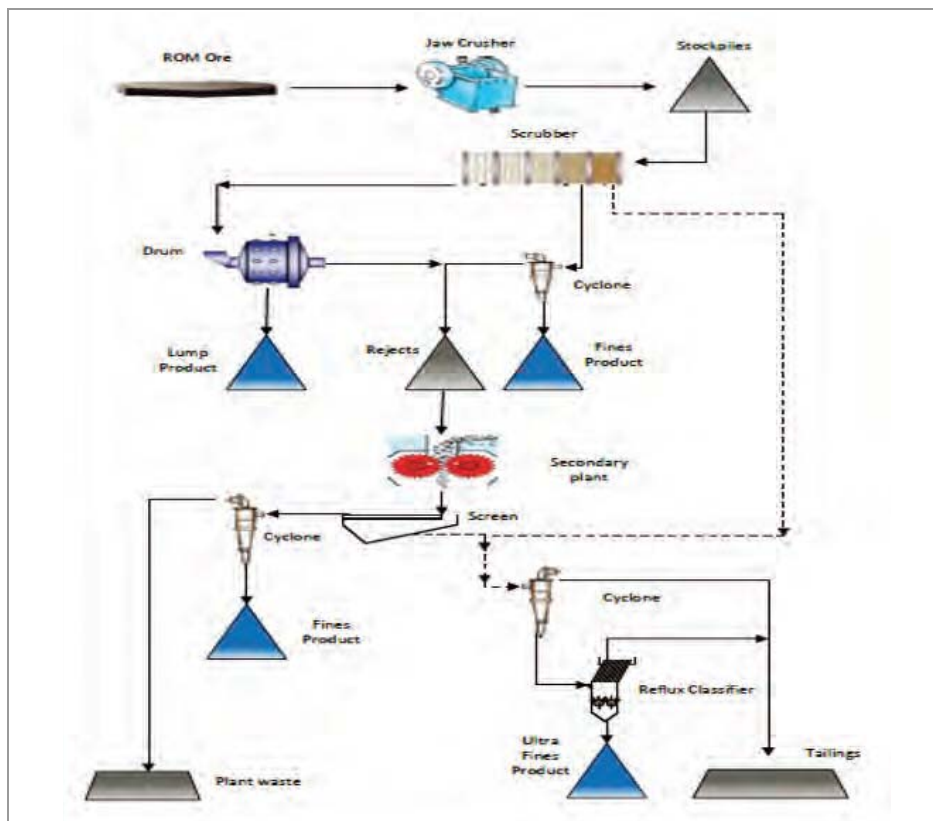 Jaw Crusher
ROM Ore
Stockpiles
Scrubber
Drum
Cyclone
Lump
Product
Rejects
Fines
Product
Secondary
plant
Screen
Cyclone
Cyclone
Fines
Product
Reflux Classifier
Ultra
Fines
Product
Tailings
Plant waste